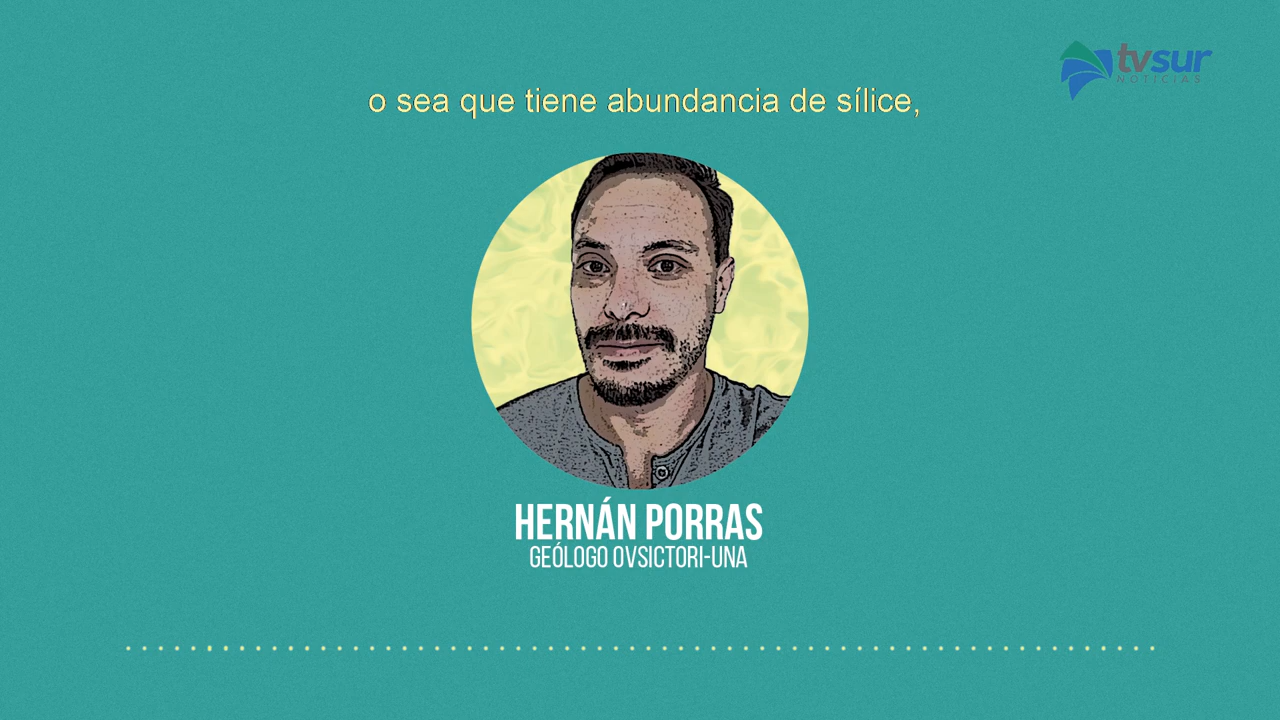 tvsur
NOTICIAS
o sea que tiene abundancia de sílice,
HERNÁN PORRAS
GEÓLOGO OVSICTORI-UNA